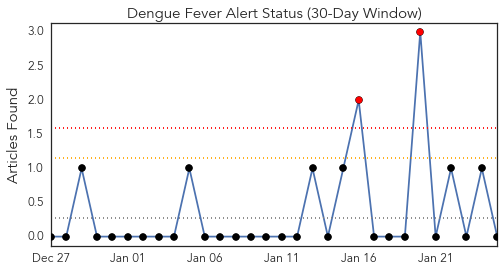 Dengue Fever Alert Status (30-Day Window)
Articles Found
3.0
2.5
2.0
1.5
1.0
0.5
0.0
Dec 27 Jan 01 Jan 06 Jan 11 Jan 16 Jan 21